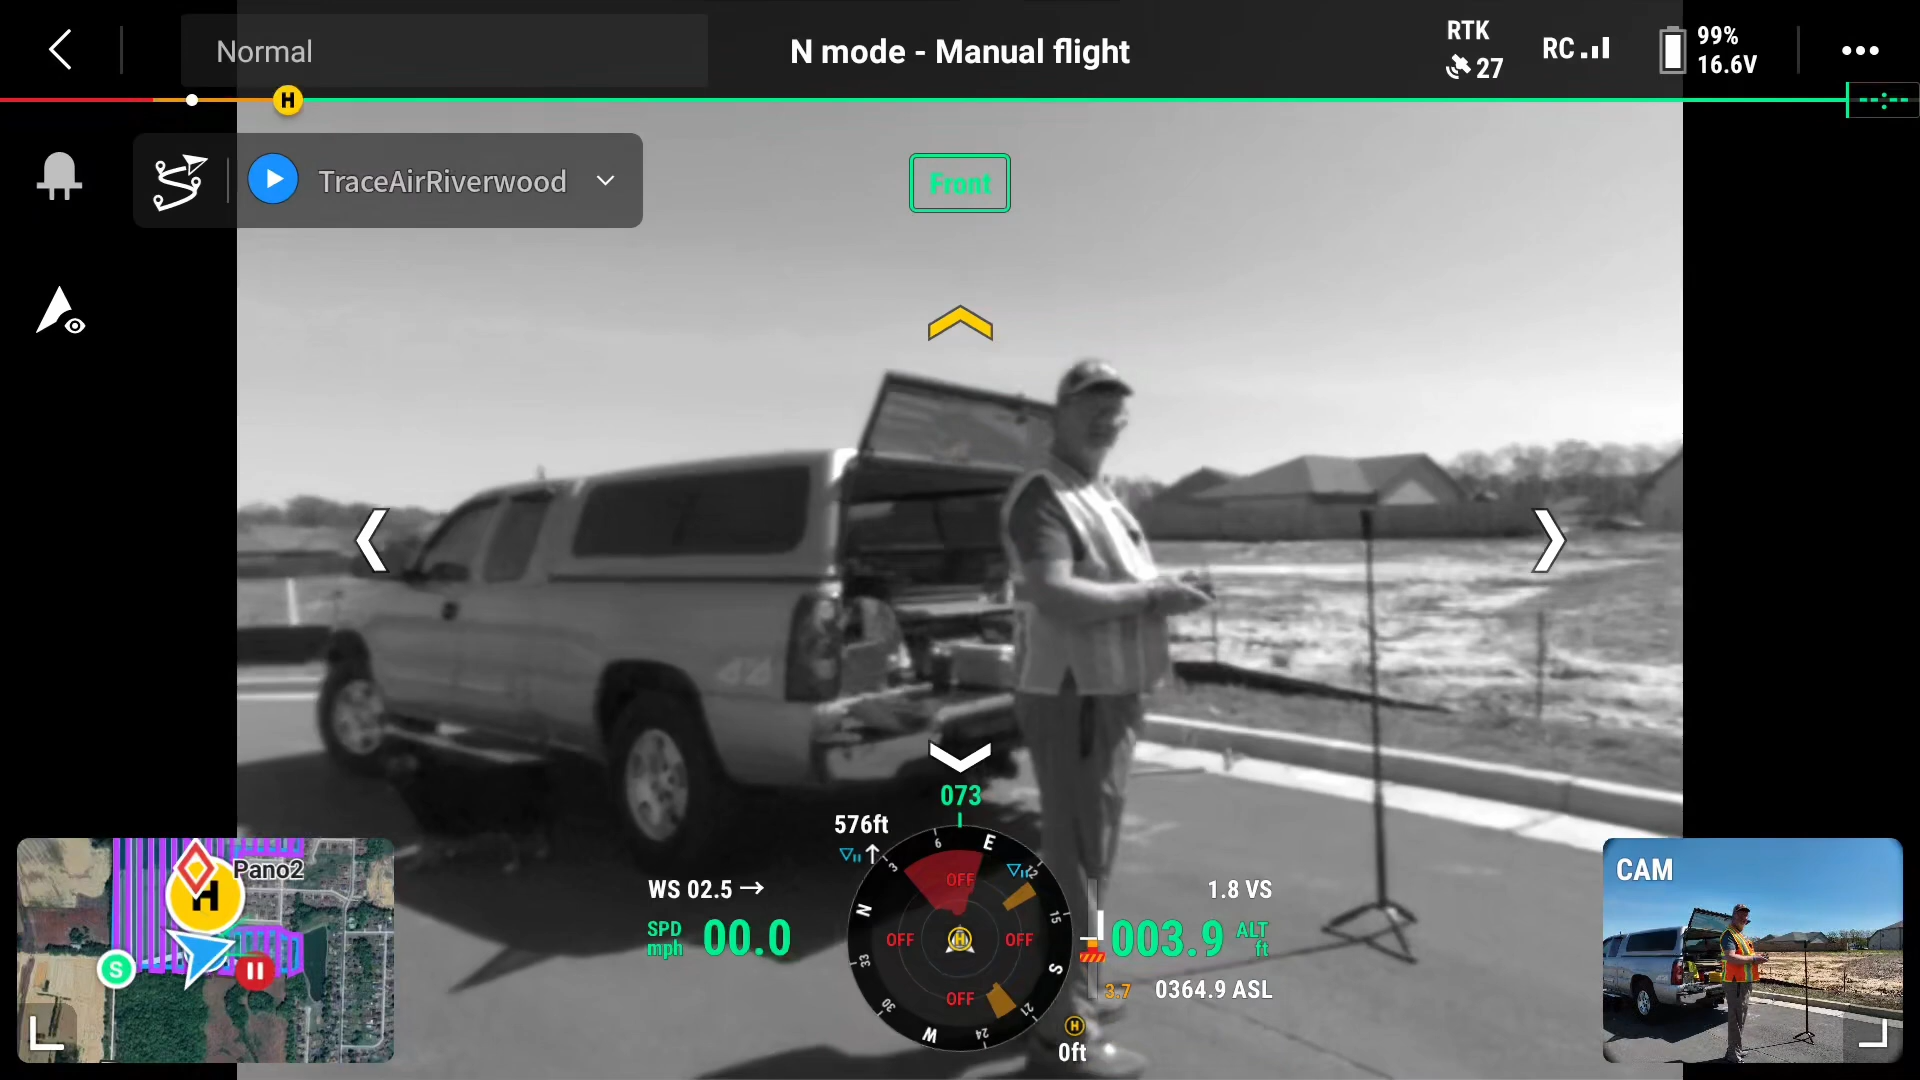 Normal
N mode - Manual flight
RTK
27
RC
99%
16.6V
H
TraceAirRiverwood
Front
073
576ft
WS 02.5
SPD
mph
00.0
3
6
E
12
15
S
21
24
W
30
33
N
OFF
OFF
OFF
OFF
H
1.8 VS
003.9
ALT
ft
3.7
0364.9 ASL
H
0ft
Pano2
H
S
CAM